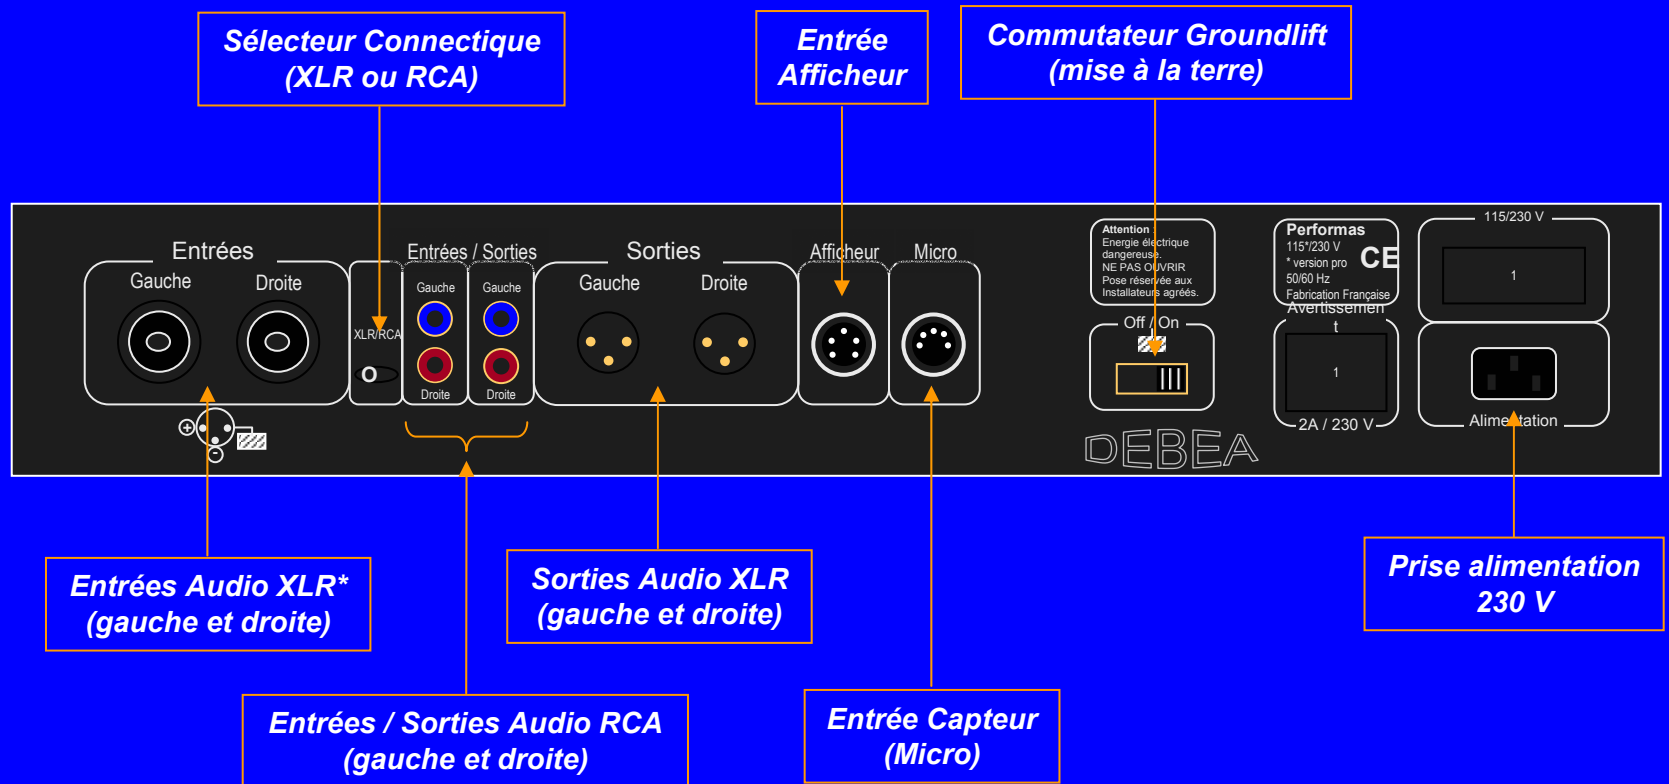 Sélecteur Connectique
(XLR ou RCA)
Entrée
Afficheur
Commutateur Groundlift
(mise à la terre)
Entrées
Gauche
Droite
XLR/RCA
O
Entrées / Sorties
Gauche
Gauche
Droite
Droite
Sorties
Gauche
Droite
Afficheur
Micro
Attention :
Energie électrique
dangereuse.
NE PAS OUVRIR
Pose réservée aux
Installateurs agréés.
Off / On
DEBEA
Performas
115*/230 V
* version pro
50/60 Hz
Fabrication Française
CE
Avertissemen
t
1
2A / 230 V
115/230 V
1
Alimentation
+
-
Entrées Audio XLR*
(gauche et droite)
Sorties Audio XLR
(gauche et droite)
Prise alimentation
230 V
Entrées / Sorties Audio RCA
(gauche et droite)
Entrée Capteur
(Micro)